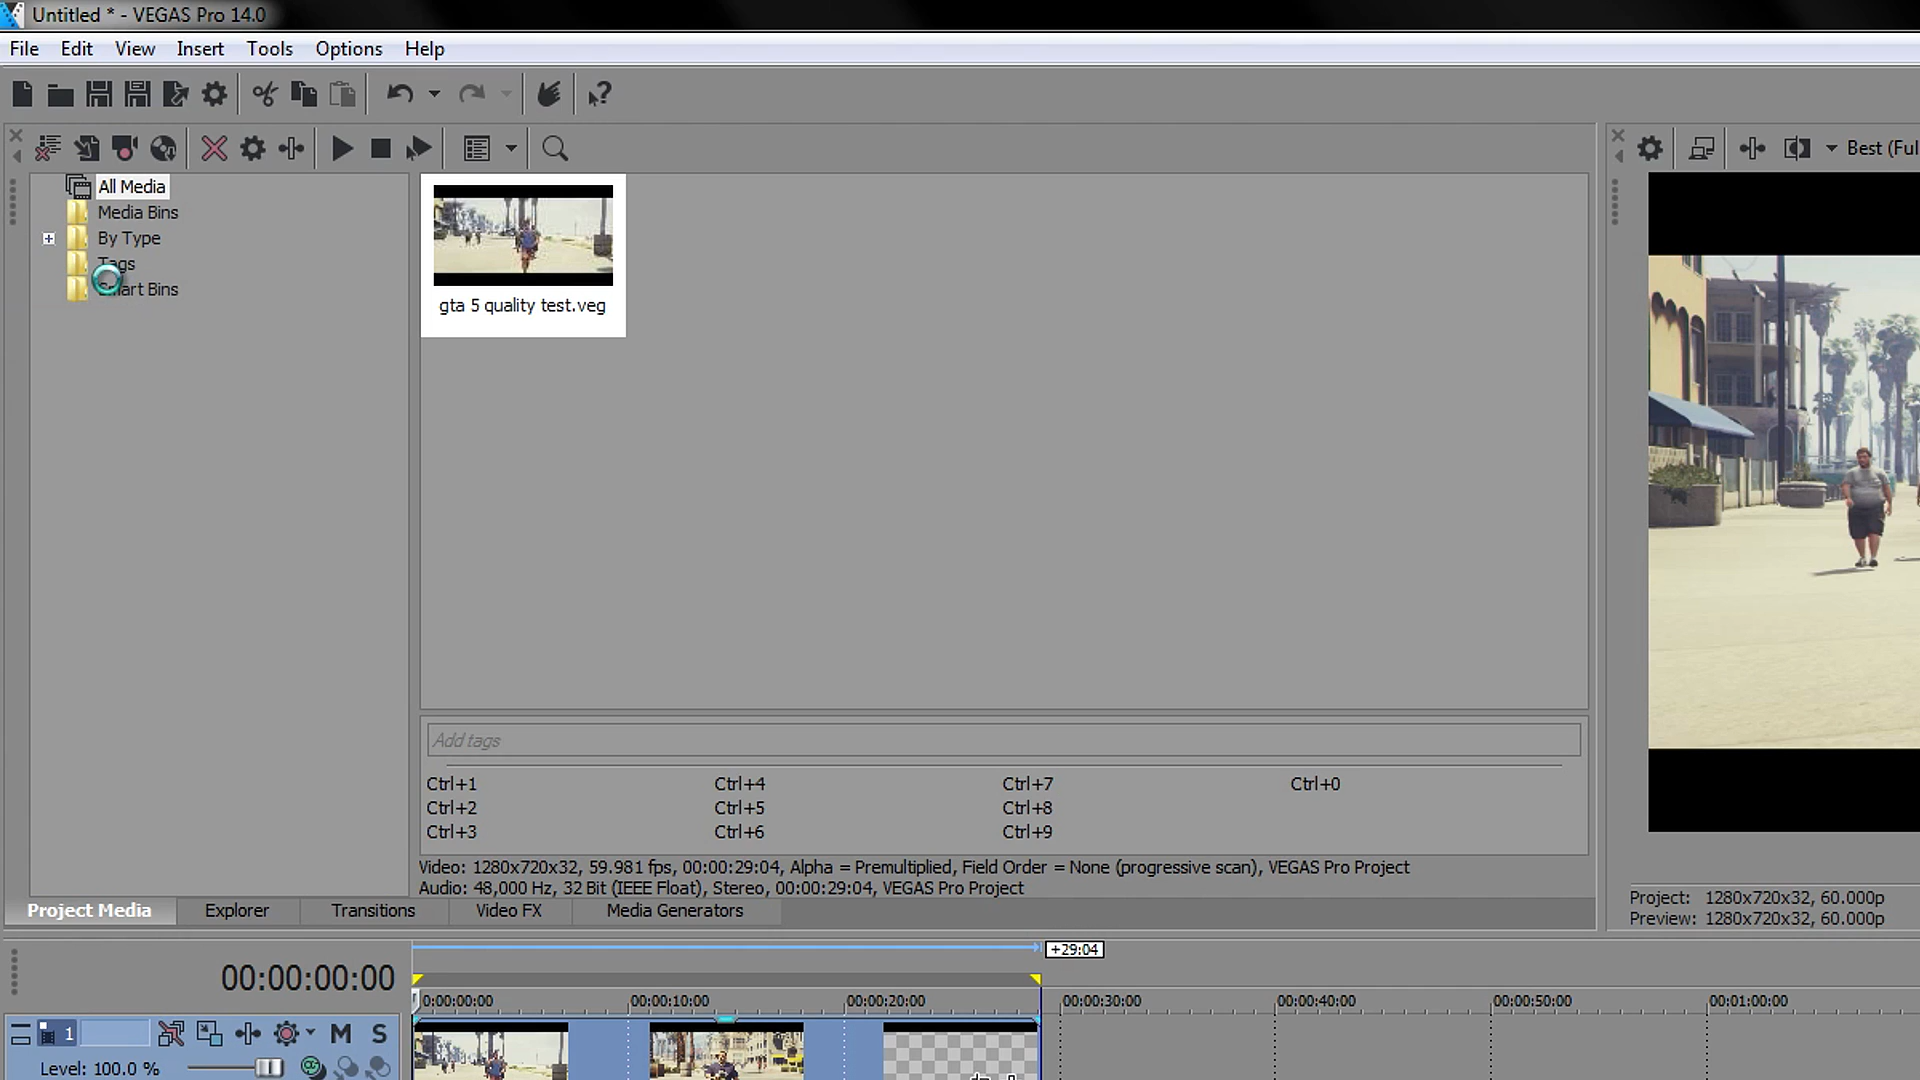 Untitled * - VEGAS Pro 14.0
File Edit View Insert Tools Options Help
Best (Ful
All Media
Media Bins
By Type
Tags
Smart Bins
gta 5 quality test.veg
Add tags
Ctrl+1 Ctrl+4 Ctrl+7 Ctrl+0
Ctrl+2 Ctrl+5 Ctrl+8
Ctrl+3 Ctrl+6 Ctrl+9
Video: 1280x720x32, 59.981 fps, 00:00:29:04, Alpha = Premultiplied, Field Order = None (progressive scan), VEGAS Pro Project
Audio: 48,000 Hz, 32 Bit (IEEE Float), Stereo, 00:00:29:04, VEGAS Pro Project
Project Media Explorer Transitions Video FX Media Generators
Project: 1280x720x32, 60.000p
Preview: 1280x720x32, 60.000p
+29:04
00:00:00:00
0:00:00:00 00:00:10:00 00:00:20:00 00:00:30:00 00:00:40:00 00:00:50:00 00:01:00:00
1 M S
Level: 100.0 %